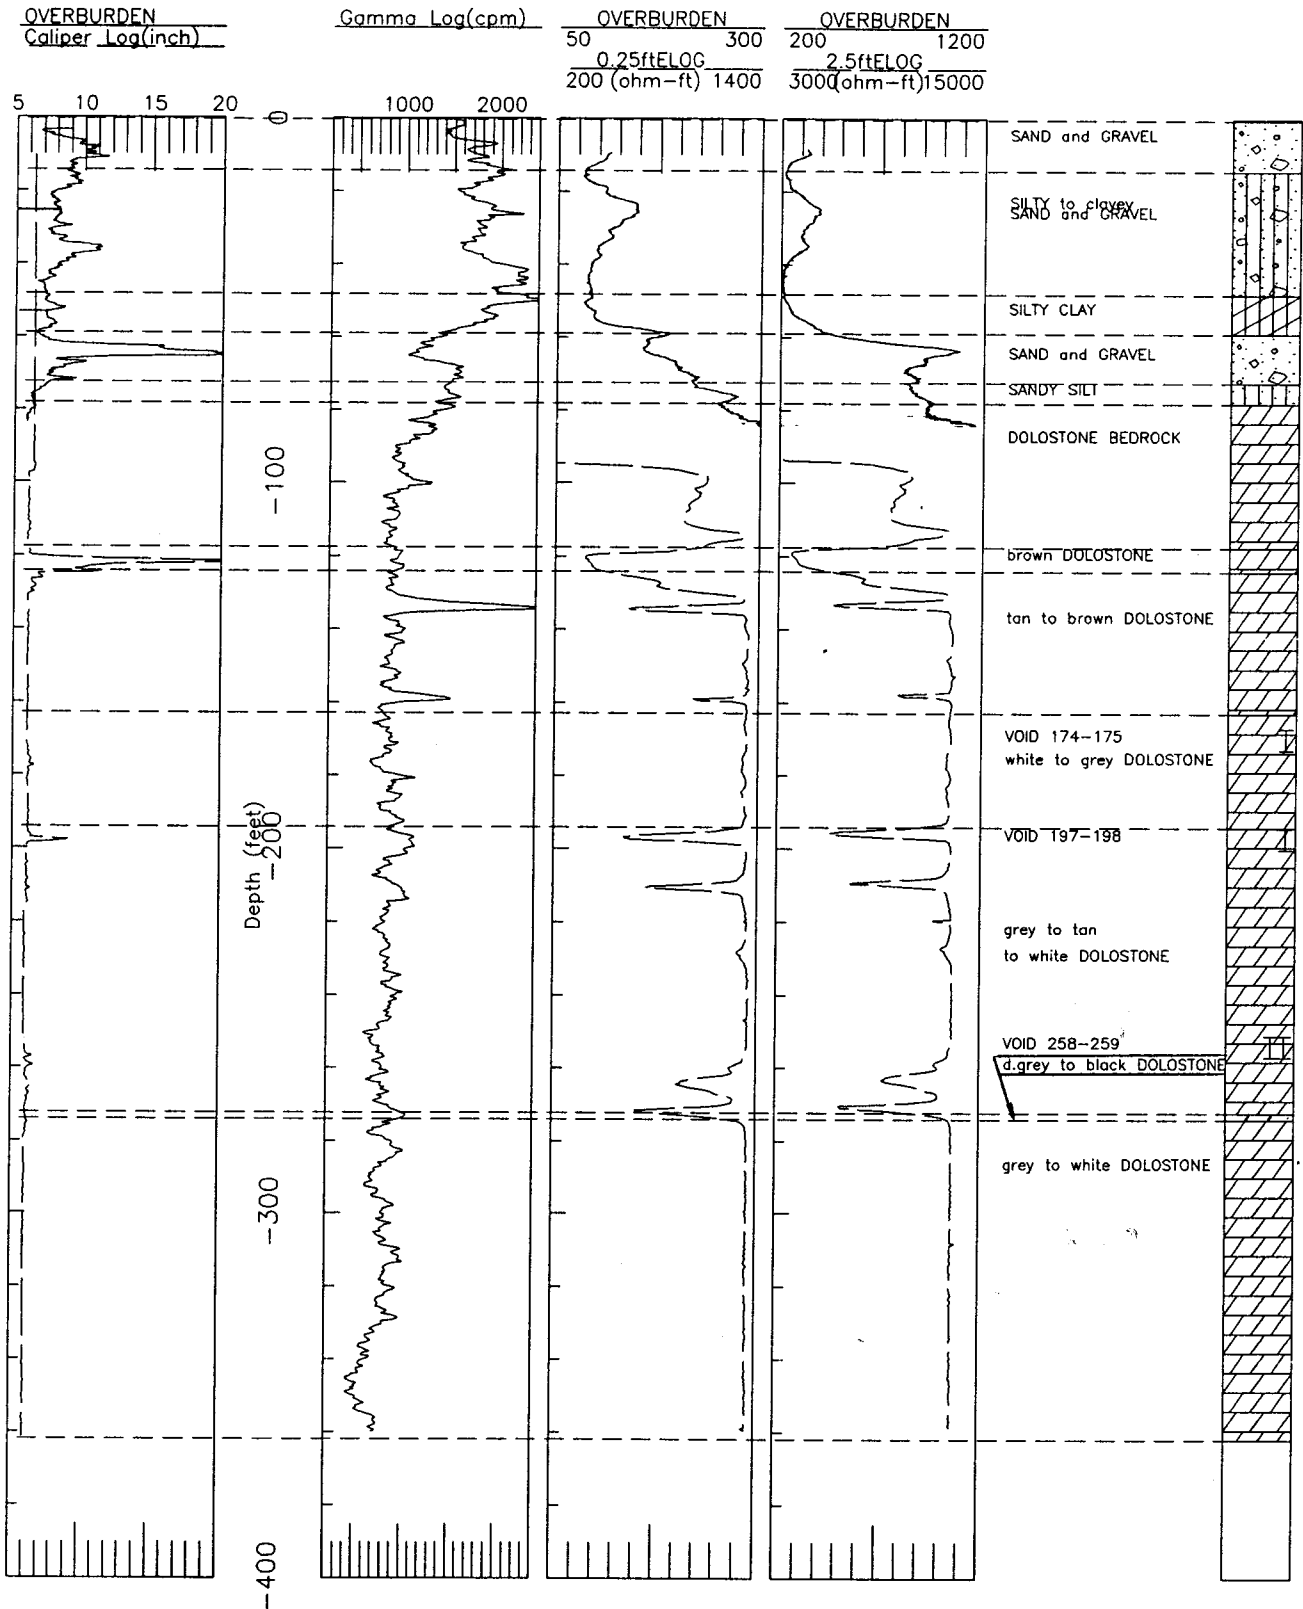 OVERBURDEN
Caliper Log(inch)
5 10 15 20
Gamma Log(cpm)
1000 2000
OVERBURDEN
50 300
0.25ftELOG
200 (ohm-ft) 1400
OVERBURDEN
200 1200
2.5ftELOG
3000(ohm-ft)15000
0
-100
-200
-300
-400
Depth (feet)
SAND and GRAVEL
SILTY to clayey
SAND and GRAVEL
SILTY CLAY
SAND and GRAVEL
SANDY SILT
DOLOSTONE BEDROCK
brown DOLOSTONE
tan to brown DOLOSTONE
VOID 174-175
white to grey DOLOSTONE
VOID 197-198
grey to tan
to white DOLOSTONE
VOID 258-259
d.grey to black DOLOSTONE
grey to white DOLOSTONE